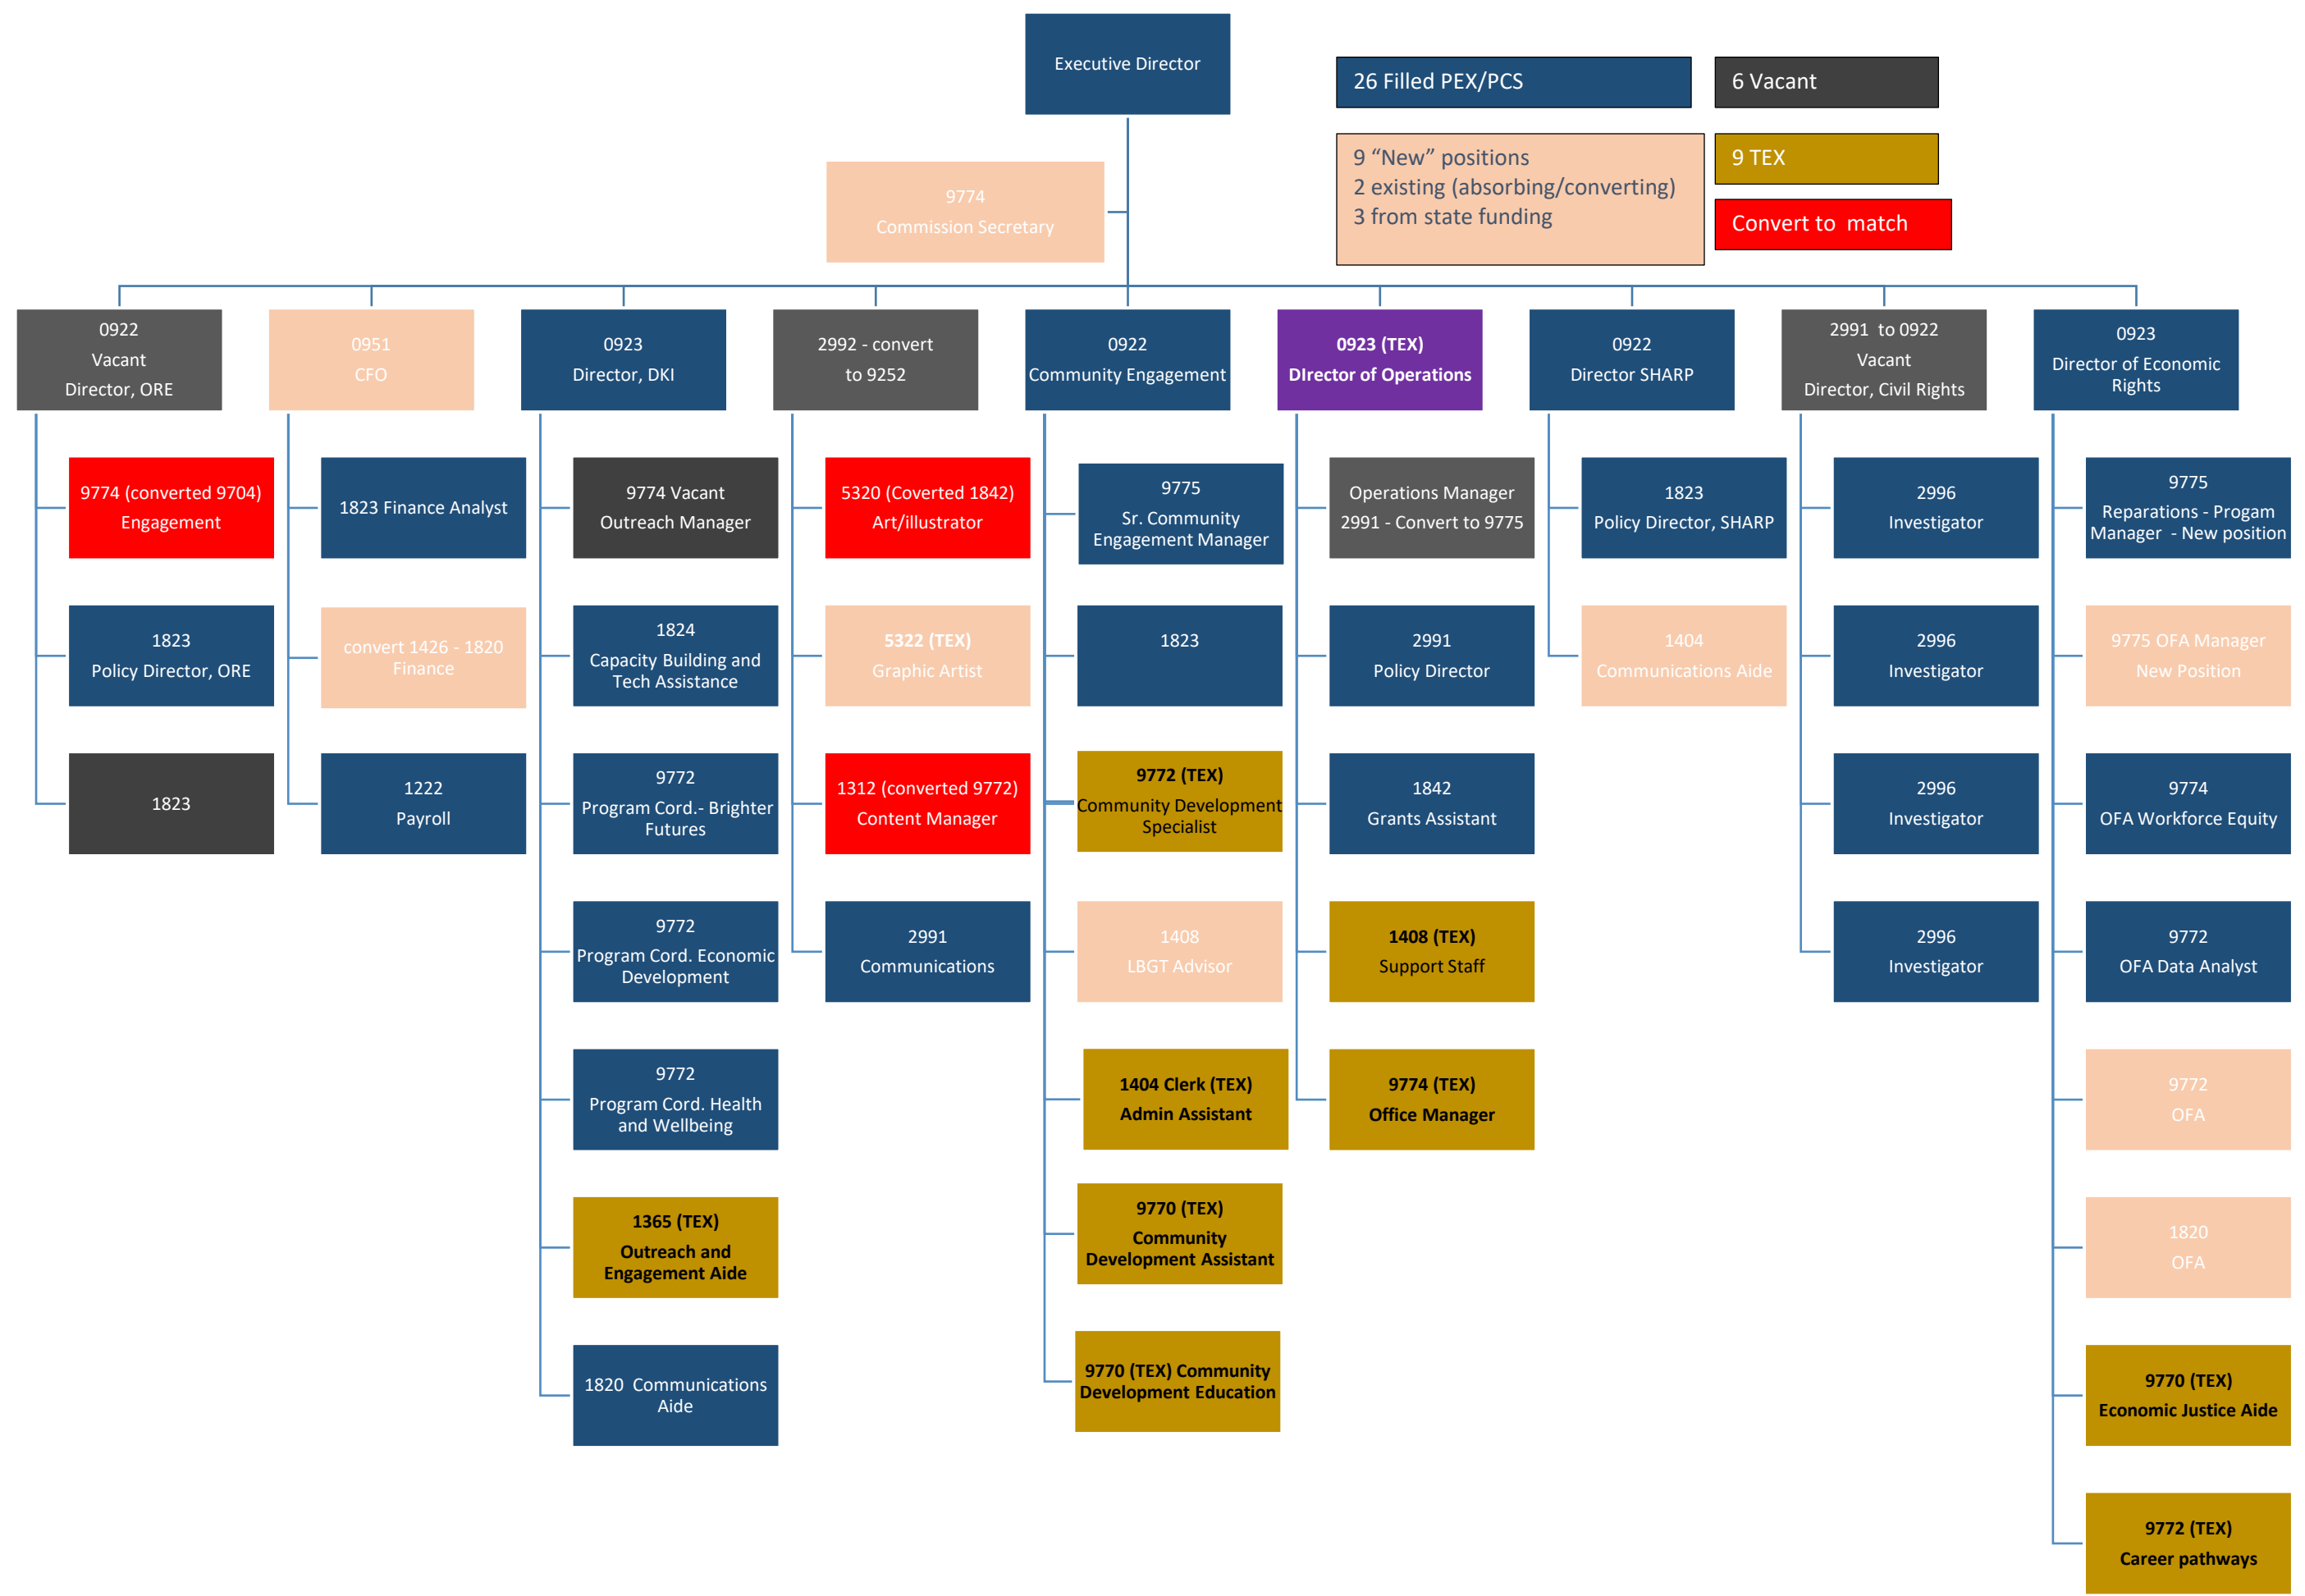 Executive Director
26 Filled PEX/PCS
6 Vacant
9 “New” positions
2 existing (absorbing/converting)
3 from state funding
9 TEX
Convert to  match
9774
Commission Secretary
0922
Vacant
Director, ORE
9774 (converted 9704)
Engagement
1823
Policy Director, ORE
1823
0951
CFO
1823 Finance Analyst
convert 1426 - 1820
Finance
1222
Payroll
0923
Director, DKI
9774 Vacant
Outreach Manager
1824
Capacity Building and
Tech Assistance
9772
Program Cord.- Brighter
Futures
9772
Program Cord. Economic
Development
9772
Program Cord. Health
and Wellbeing
1365 (TEX)
Outreach and
Engagement Aide
1820  Communications
Aide
2992 - convert
to 9252
5320 (Coverted 1842)
Art/illustrator
5322 (TEX)
Graphic Artist
1312 (converted 9772)
Content Manager
2991
Communications
0922
Community Engagement
9775
Sr. Community
Engagement Manager
1823
9772 (TEX)
Community Development
Specialist
1408
LBGT Advisor
1404 Clerk (TEX)
Admin Assistant
9770 (TEX)
Community
Development Assistant
9770 (TEX) Community
Development Education
0923 (TEX)
DIrector of Operations
Operations Manager
2991 - Convert to 9775
2991
Policy Director
1842
Grants Assistant
1408 (TEX)
Support Staff
9774 (TEX)
Office Manager
0922
Director SHARP
1823
Policy Director, SHARP
1404
Communications Aide
2991  to 0922
Vacant
Director, Civil Rights
2996
Investigator
2996
Investigator
2996
Investigator
2996
Investigator
0923
Director of Economic
Rights
9775
Reparations - Progam
Manager  - New position
9775 OFA Manager
New Position
9774
OFA Workforce Equity
9772
OFA Data Analyst
9772
OFA
1820
OFA
9770 (TEX)
Economic Justice Aide
9772 (TEX)
Career pathways